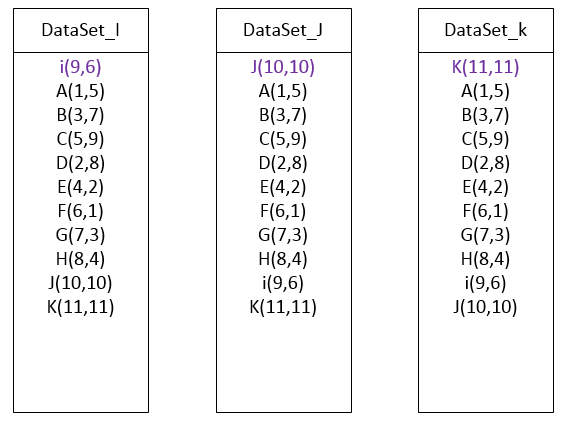 DataSet_I
i(9,6)
A(1,5)
B(3,7)
C(5,9)
D(2,8)
E(4,2)
F(6,1)
G(7,3)
H(8,4)
J(10,10)
K(11,11)
DataSet_J
J(10,10)
A(1,5)
B(3,7)
C(5,9)
D(2,8)
E(4,2)
F(6,1)
G(7,3)
H(8,4)
i(9,6)
K(11,11)
DataSet_k
K(11,11)
A(1,5)
B(3,7)
C(5,9)
D(2,8)
E(4,2)
F(6,1)
G(7,3)
H(8,4)
i(9,6)
J(10,10)